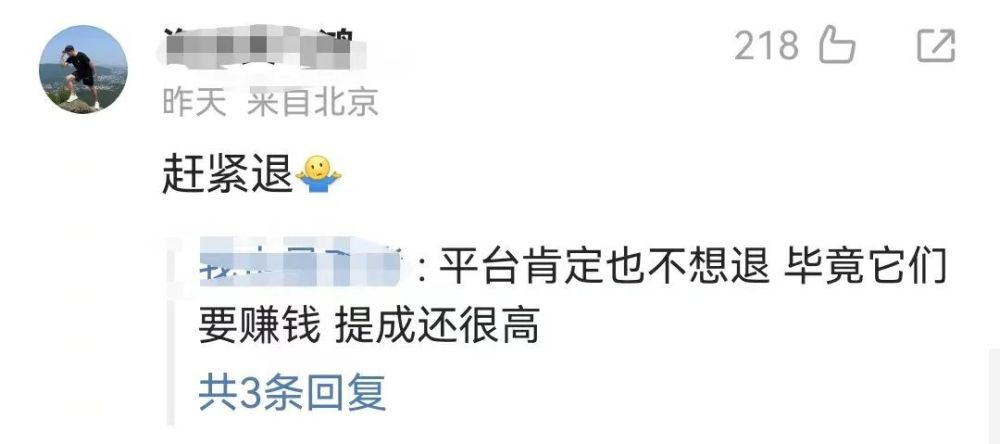 218
昨天 来自北京
赶紧退🤷
: 平台肯定也不想退 毕竟它们
要赚钱 提成还很高
共3条回复